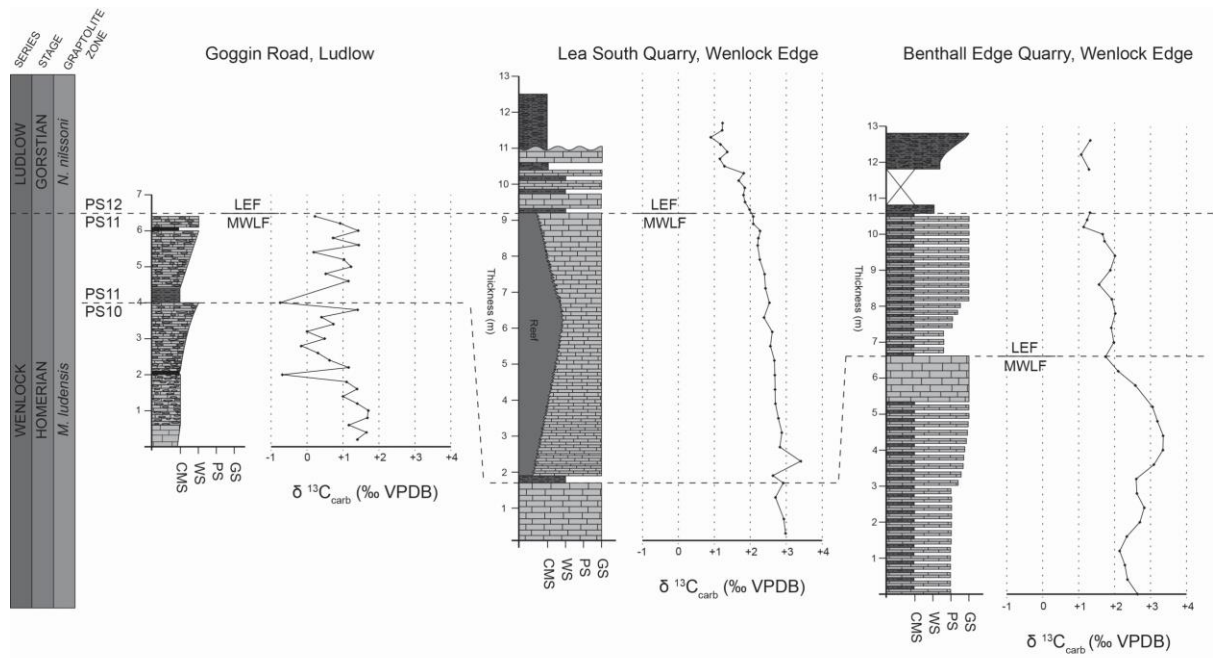 SERIES
STAGE
GRAPTOLITE
ZONE
LUDLOW
GORSTIAN
N. nilssoni
WENLOCK
HOMERIAN
M. ludensis
Goggin Road, Ludlow
7
6
5
4
3
2
1
PS12
PS11
PS11
PS10
LEF
MWLF
CMS
WS
PS
GS
-1
0
+1
+2
+3
+4
δ 13Ccarb (‰ VPDB)
Lea South Quarry, Wenlock Edge
13
12
11
10
9
8
7
6
5
4
3
2
1
Thickness (m)
Reef
LEF
MWLF
CMS
WS
PS
GS
-1
0
+1
+2
+3
+4
δ 13Ccarb (‰ VPDB)
Benthall Edge Quarry, Wenlock Edge
13
12
11
10
9
8
7
6
5
4
3
2
1
Thickness (m)
LEF
MWLF
CMS
WS
PS
GS
-1
0
+1
+2
+3
+4
δ 13Ccarb (‰ VPDB)